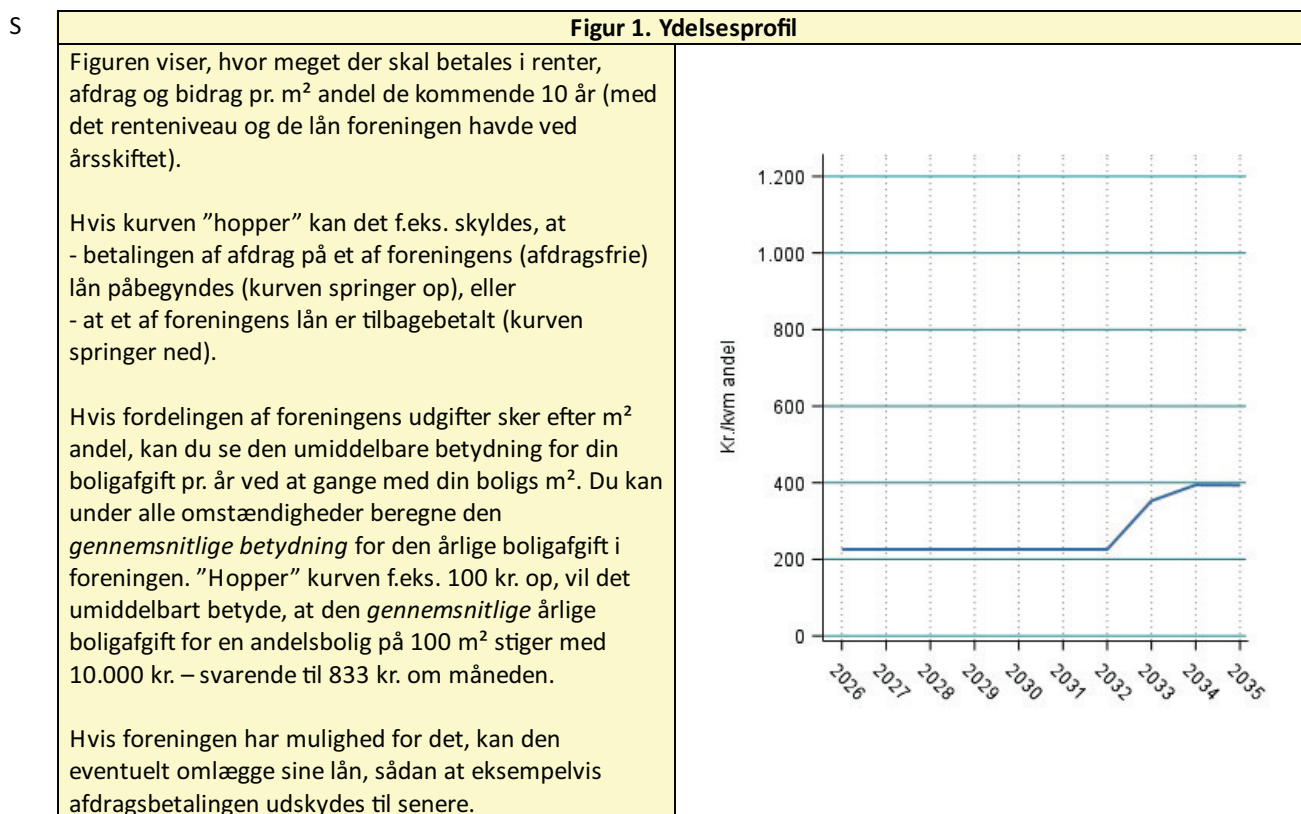 S
Figur 1. Ydelsesprofil
Figuren viser, hvor meget der skal betales i renter,
afdrag og bidrag pr. m² andel de kommende 10 år (med
det renteniveau og de lån foreningen havde ved
årsskiftet).
Hvis kurven ”hopper” kan det f.eks. skyldes, at
- betalingen af afdrag på et af foreningens (afdragsfrie)
lån påbegyndes (kurven springer op), eller
- at et af foreningens lån er tilbagebetalt (kurven
springer ned).
Hvis fordelingen af foreningens udgifter sker efter m²
andel, kan du se den umiddelbare betydning for din
boligafgift pr. år ved at gange med din boligs m². Du kan
under alle omstændigheder beregne den
gennemsnitlige betydning for den årlige boligafgift i
foreningen. ”Hopper” kurven f.eks. 100 kr. op, vil det
umiddelbart betyde, at den gennemsnitlige årlige
boligafgift for en andelsbolig på 100 m² stiger med
10.000 kr. – svarende til 833 kr. om måneden.
Hvis foreningen har mulighed for det, kan den
eventuelt omlægge sine lån, sådan at eksempelvis
afdragsbetalingen udskydes til senere.
Kr./kvm andel
1.200
1.000
800
600
400
200
0
2026
2027
2028
2029
2030
2031
2032
2033
2034
2035